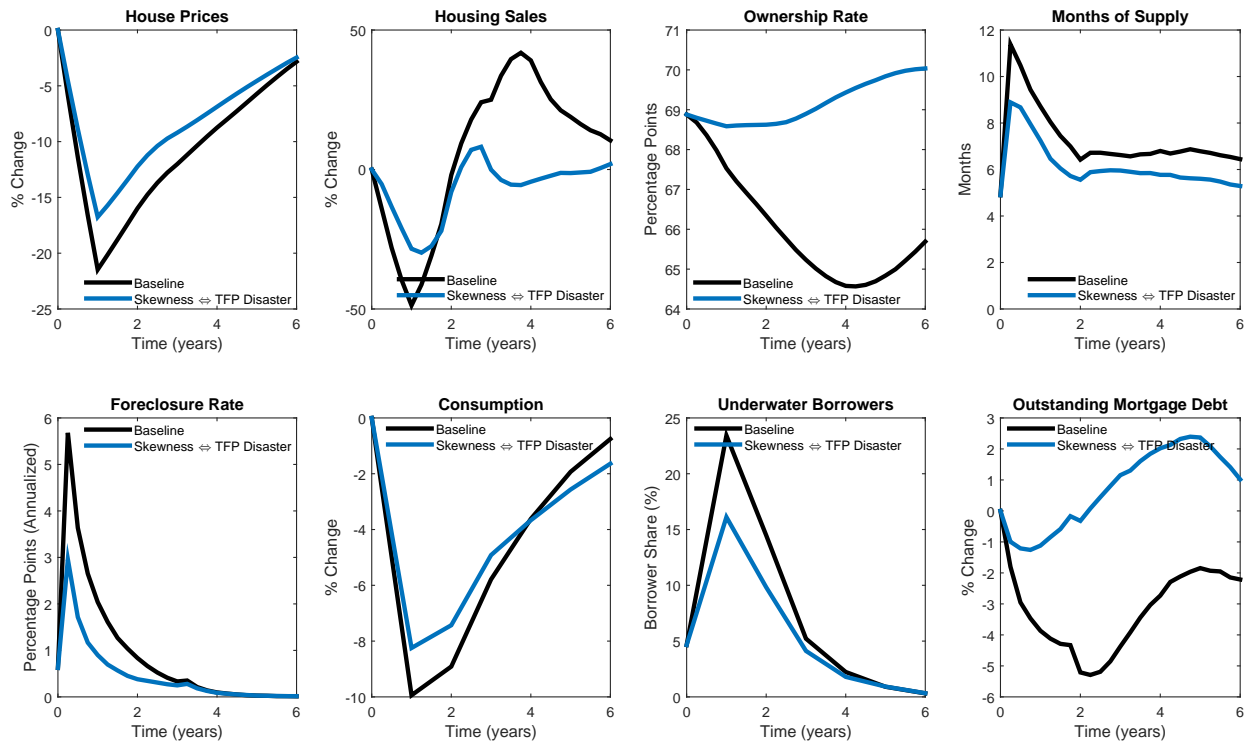 House Prices
0
-5
-10
-15
-20
-25
% Change
Baseline
Skewness ⇔ TFP Disaster
0 2 4 6
Time (years)
Housing Sales
50
0
-50
% Change
Baseline
Skewness ⇔ TFP Disaster
0 2 4 6
Time (years)
Ownership Rate
71
70
69
68
67
66
65
64
Percentage Points
Baseline
Skewness ⇔ TFP Disaster
0 2 4 6
Time (years)
Months of Supply
12
10
8
6
4
2
0
Months
Baseline
Skewness ⇔ TFP Disaster
0 2 4 6
Time (years)
Foreclosure Rate
6
5
4
3
2
1
0
Percentage Points (Annualized)
Baseline
Skewness ⇔ TFP Disaster
0 2 4 6
Time (years)
Consumption
0
-2
-4
-6
-8
-10
% Change
Baseline
Skewness ⇔ TFP Disaster
0 2 4 6
Time (years)
Underwater Borrowers
25
20
15
10
5
0
Borrower Share (%)
Baseline
Skewness ⇔ TFP Disaster
0 2 4 6
Time (years)
Outstanding Mortgage Debt
3
2
1
0
-1
-2
-3
-4
-5
-6
% Change
Baseline
Skewness ⇔ TFP Disaster
0 2 4 6
Time (years)